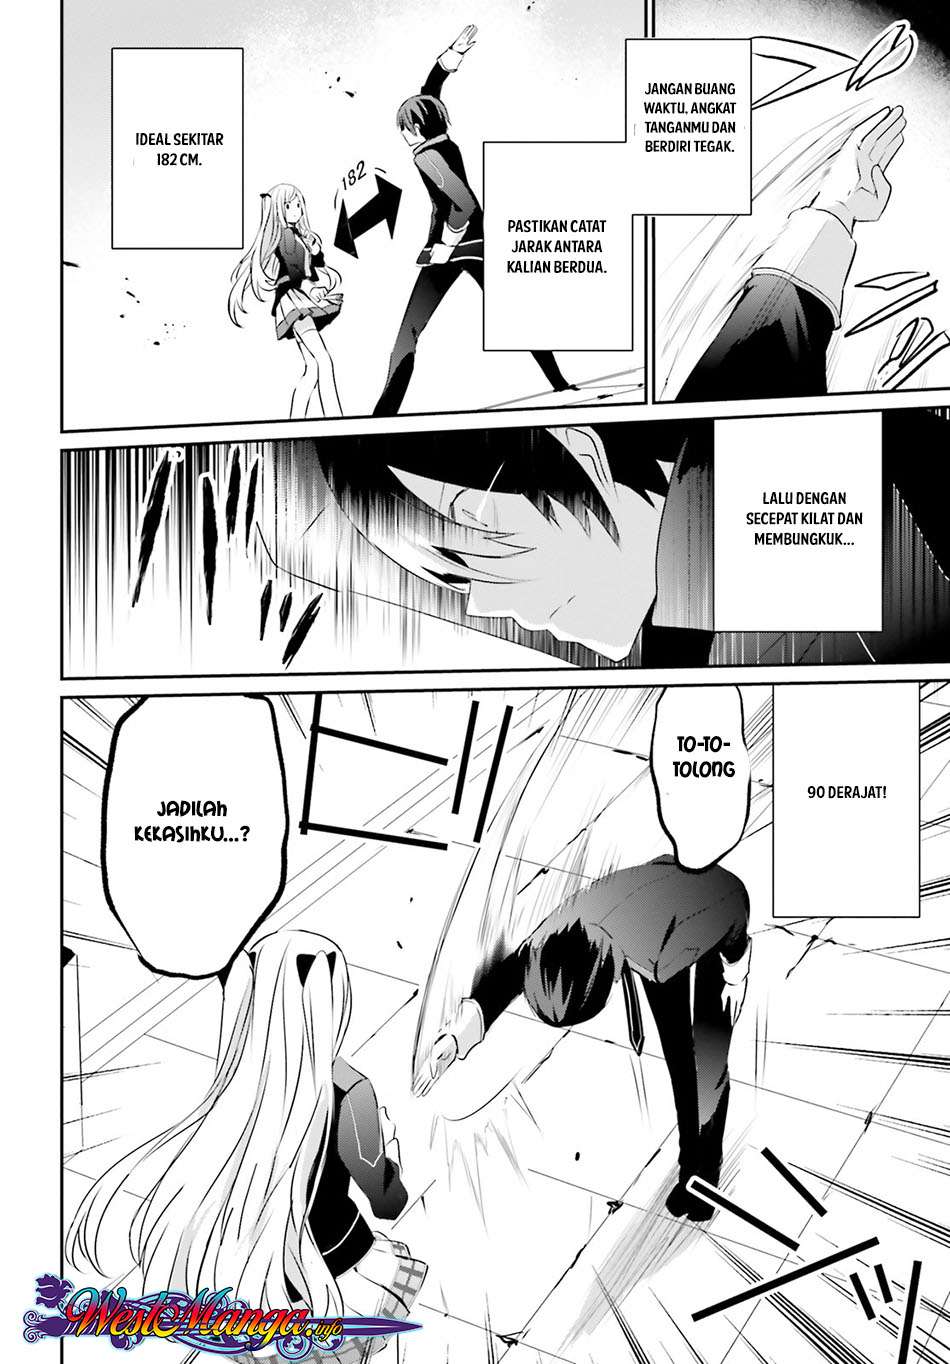 JANGAN BUANG
WAKTU, ANGKAT
TANGANMU DAN
BERDIRI TEGAK.
PASTIKAN CATAT
JARAK ANTARA
KALIAN BERDUA.
IDEAL SEKITAR
182 CM.
182
LALU DENGAN
SECEPAT KILAT DAN
MEMBUNGKUK...
90 DERAJAT!
TO-TO-
TOLONG
JADILAH
KEKASIHKU...?
WestManga.info